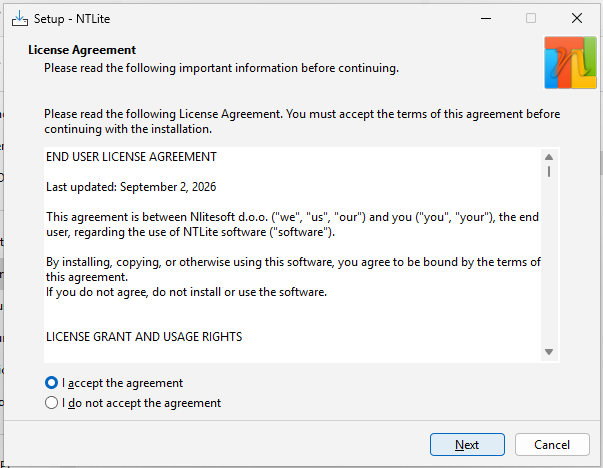 Setup - NTLite
License Agreement
Please read the following important information before continuing.
Please read the following License Agreement. You must accept the terms of this agreement before
continuing with the installation.
END USER LICENSE AGREEMENT
Last updated: September 2, 2026
This agreement is between Nlitesoft d.o.o. ("we", "us", "our") and you ("you", "your"), the end
user, regarding the use of NTLite software ("software").
By installing, copying, or otherwise using this software, you agree to be bound by the terms of
this agreement.
If you do not agree, do not install or use the software.
LICENSE GRANT AND USAGE RIGHTS
I accept the agreement
I do not accept the agreement
Next
Cancel